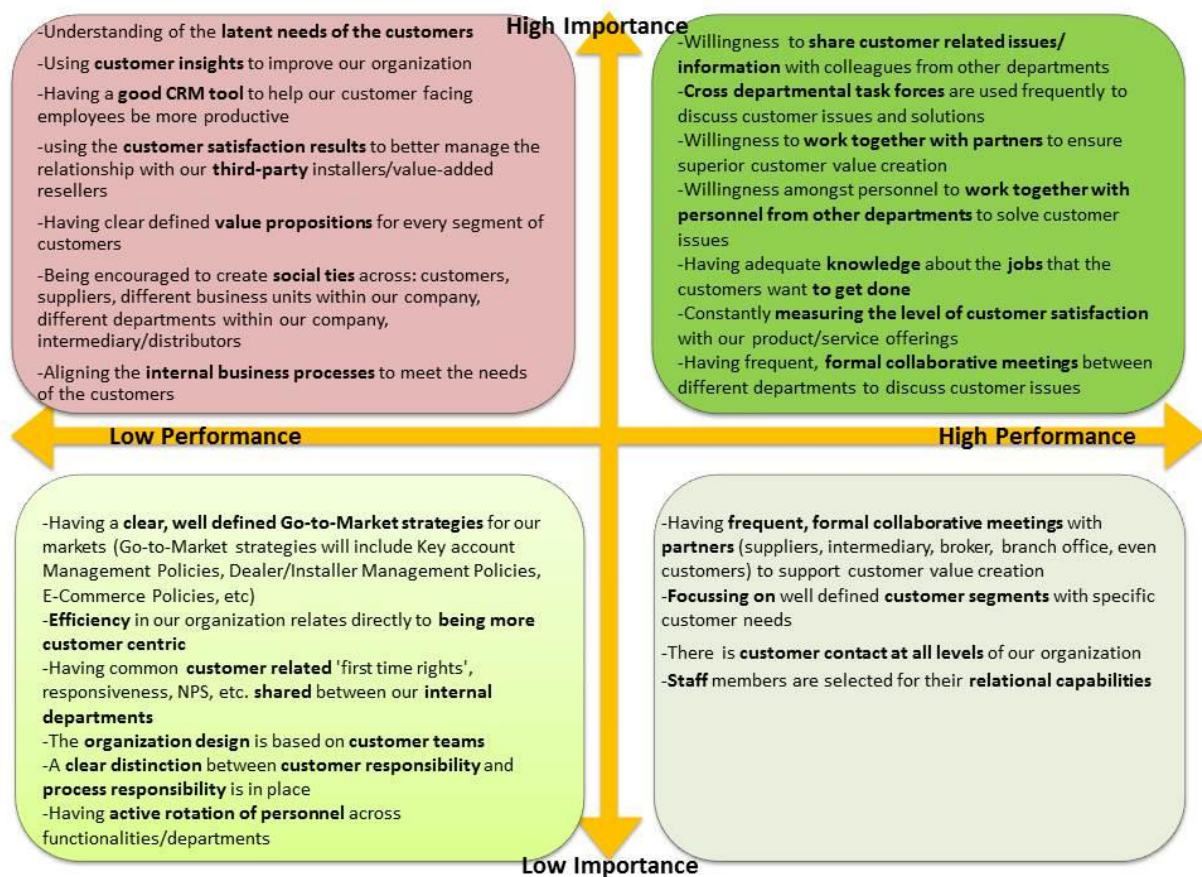 High Importance
-Understanding of the latent needs of the customers
-Using customer insights to improve our organization
-Having a good CRM tool to help our customer facing
employees be more productive
-using the customer satisfaction results to better manage the
relationship with our third-party installers/value-added
resellers
-Having clear defined value propositions for every segment of
customers
-Being encouraged to create social ties across: customers,
suppliers, different business units within our company,
different departments within our company,
intermediary/distributors
-Aligning the internal business processes to meet the needs
of the customers
-Willingness to share customer related issues/
information with colleagues from other departments
-Cross departmental task forces are used frequently to
discuss customer issues and solutions
-Willingness to work together with partners to ensure
superior customer value creation
-Willingness amongst personnel to work together with
personnel from other departments to solve customer
issues
-Having adequate knowledge about the jobs that the
customers want to get done
-Constantly measuring the level of customer satisfaction
with our product/service offerings
-Having frequent, formal collaborative meetings between
different departments to discuss customer issues
Low Performance
High Performance
-Having a clear, well defined Go-to-Market strategies for our
markets (Go-to-Market strategies will include Key account
Management Policies, Dealer/Installer Management Policies,
E-Commerce Policies, etc)
-Efficiency in our organization relates directly to being more
customer centric
-Having common customer related 'first time rights',
responsiveness, NPS, etc. shared between our internal
departments
-The organization design is based on customer teams
-A clear distinction between customer responsibility and
process responsibility is in place
-Having active rotation of personnel across
functionalities/departments
-Having frequent, formal collaborative meetings with
partners (suppliers, intermediary, broker, branch office, even
customers) to support customer value creation
-Focussing on well defined customer segments with specific
customer needs
-There is customer contact at all levels of our organization
-Staff members are selected for their relational capabilities
Low Importance